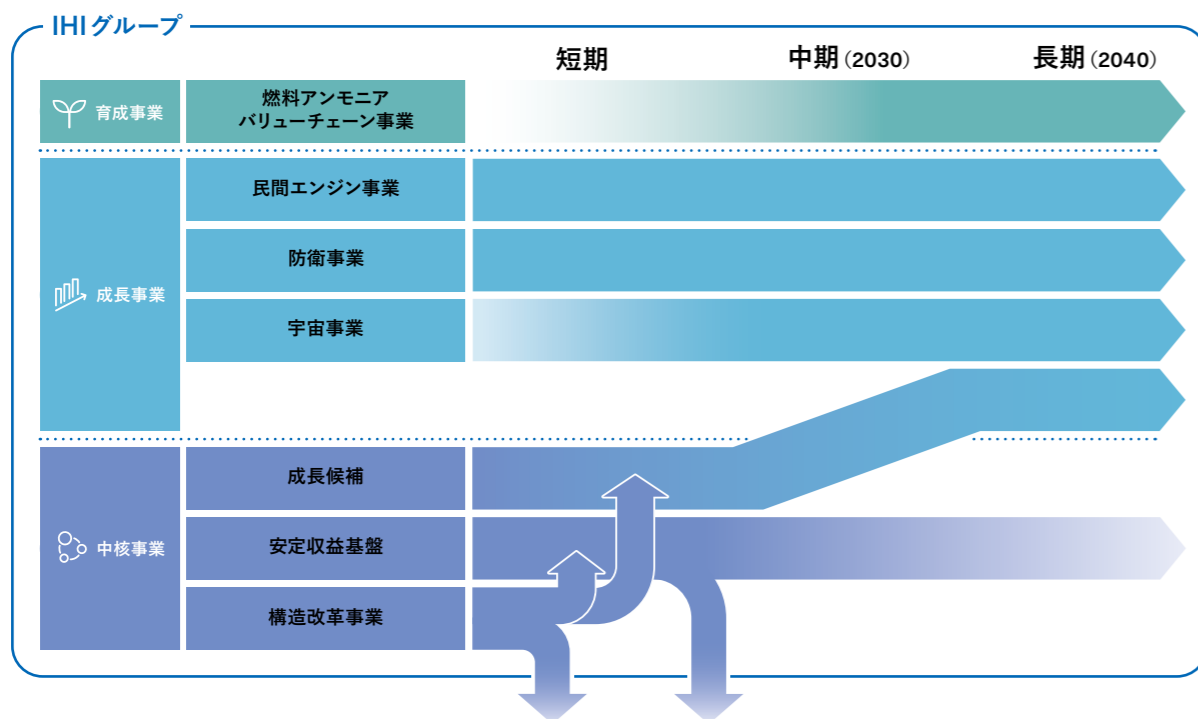 IHIグループ
短期
中期(2030)
長期(2040)
育成事業
燃料アンモニア
バリューチェーン事業
成長事業
民間エンジン事業
防衛事業
宇宙事業
中核事業
成長候補
安定収益基盤
構造改革事業